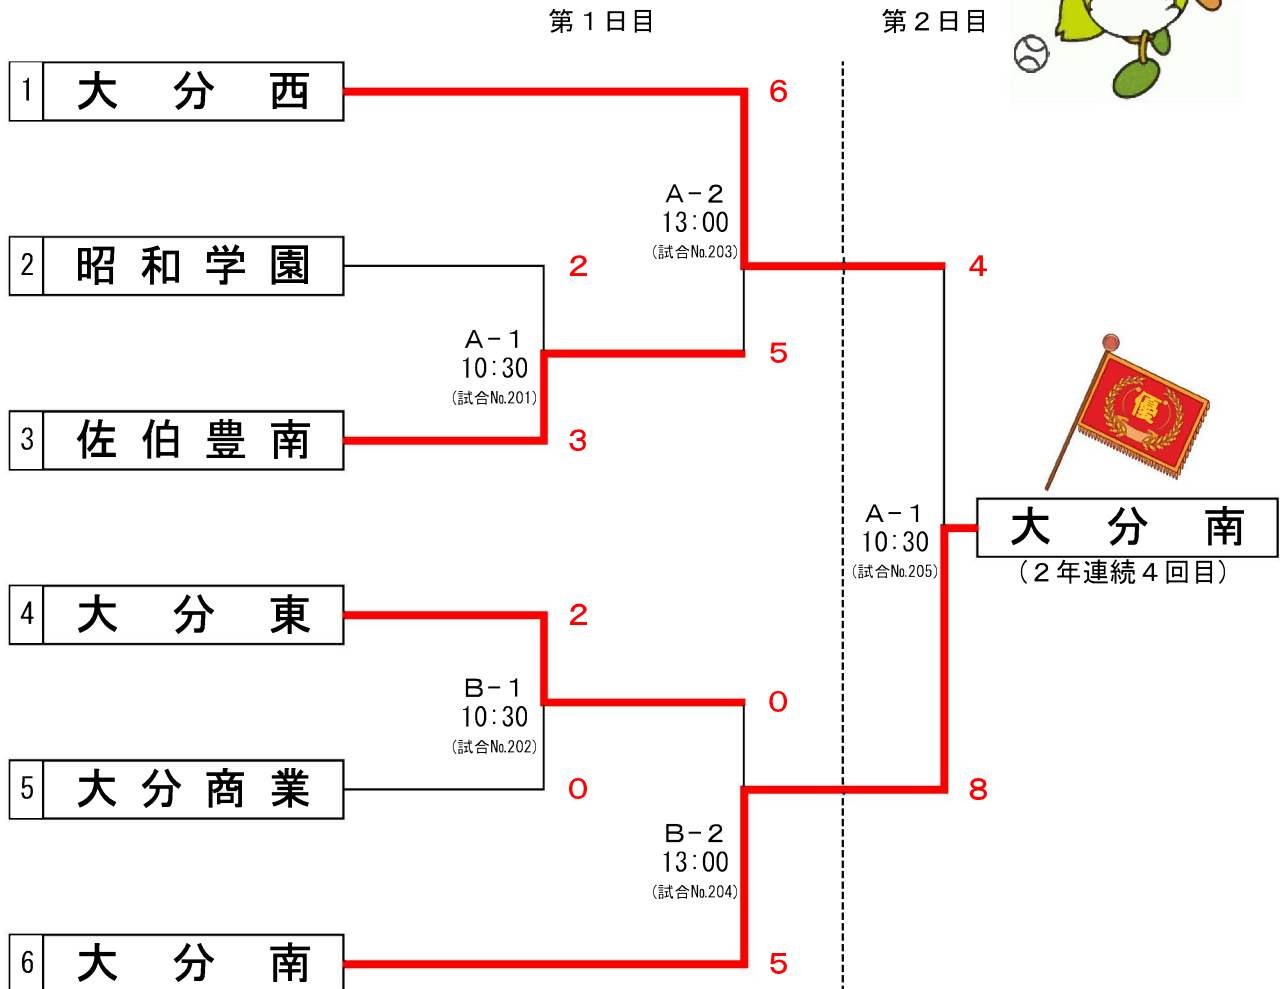 第１日目
第２日目
1 大分西
6
A－2
13:00
(試合No.203)
2 昭和学園
2
4
A－1
10:30
(試合No.201)
5
優
3 佐伯豊南
3
A－1
10:30
(試合No.205)
大分南
(２年連続４回目)
4 大分東
2
B－1
10:30
(試合No.202)
0
5 大分商業
0
8
B－2
13:00
(試合No.204)
6 大分南
5